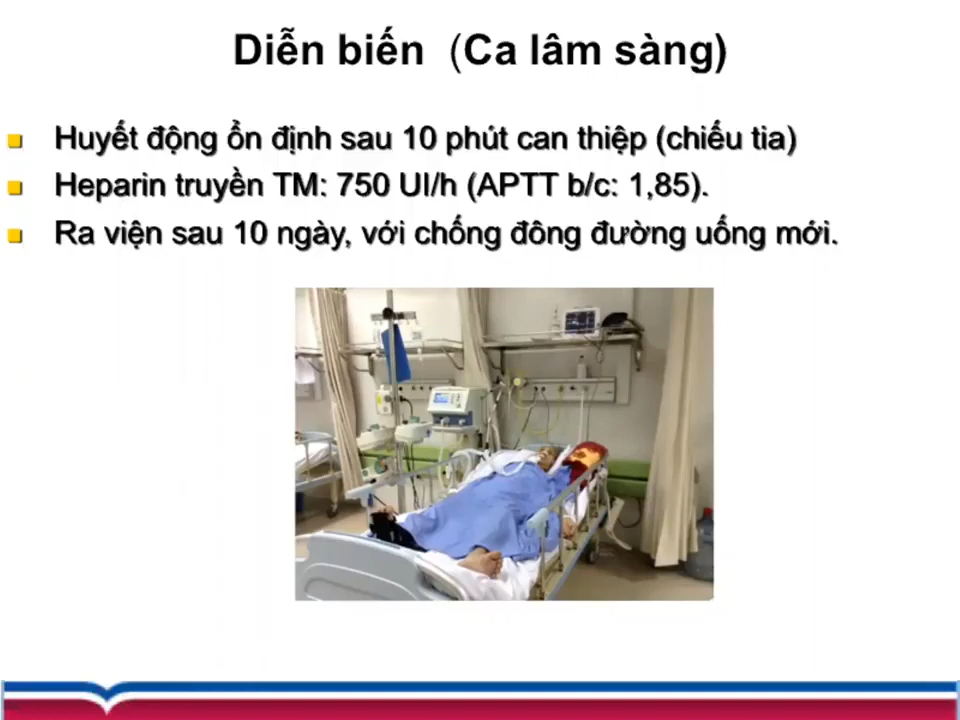 Diễn biến (Ca lâm sàng)
Huyết động ổn định sau 10 phút can thiệp (chiếu tia)
Heparin truyền TM: 750 UI/h (APTT b/c: 1,85).
Ra viện sau 10 ngày, với chống đông đường uống mới.